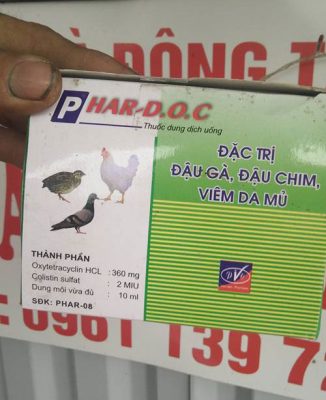 À ĐÔNG T
PHAR-D.O.C
Thuốc dung dịch uống
ĐẶC TRỊ
ĐẬU GÀ, ĐẬU CHIM,
VIÊM DA MỦ
THÀNH PHẦN
Oxytetracyclin HCL : 360 mg
Colistin sulfat : 2 MIU
Dung môi vừa đủ : 10 ml
SĐK: PHAR-08
0961 139 7